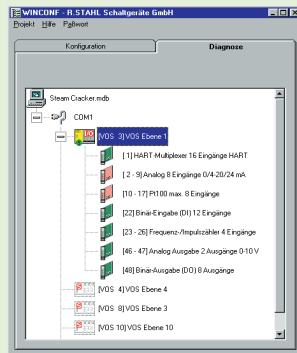 WINCONF - R.STAHL Schaltgeräte GmbH
Projekt Hilfe Paßwort
Konfiguration
Diagnose
Steam Cracker.mdb
COM1
[VOS 3] VOS Ebene 1
[ 1] HART-Multiplexer 16 Eingänge HART
[ 2 - 9] Analog 8 Eingänge 0/4-20/24 mA
[10 - 17] Pt100 max. 8 Eingänge
[22] Binär-Eingabe (DI) 12 Eingänge
[23 - 26] Frequenz-/Impulszähler 4 Eingänge
[46 - 47] Analog Ausgabe 2 Ausgänge 0-10 V
[48] Binär-Ausgabe (DO) 8 Ausgänge
[VOS 4] VOS Ebene 4
[VOS 8] VOS Ebene 3
[VOS 10] VOS Ebene 10